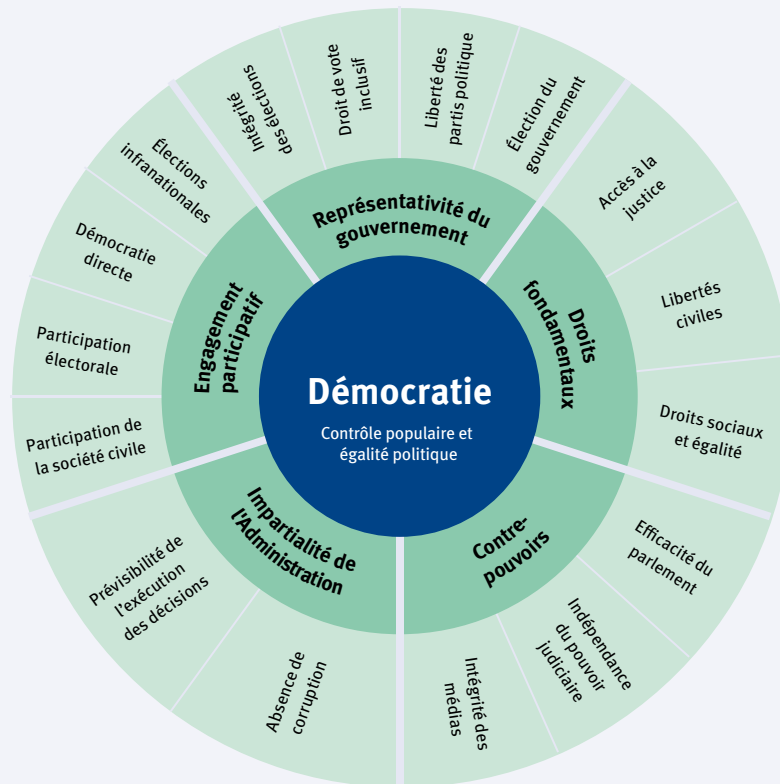 Démocratie
Contrôle populaire et
égalité politique
Représentativité du
gouvernement
Intégrité
des élections
Droit de vote
inclusif
Liberté des
partis politique
Élection du
gouvernement
Droits
fondamentaux
Accès à la
justice
Libertés
civiles
Droits sociaux
et égalité
Contre-
pouvoirs
Efficacité du
parlement
Indépendance
du pouvoir
judiciaire
Intégrité des
médias
Impartialité de
l'Administration
Absence de
corruption
Prévisibilité de
l’exécution
des décisions
Engagement
participatif
Participation de
la société civile
Participation
électorale
Démocratie
directe
Élections
infranationales